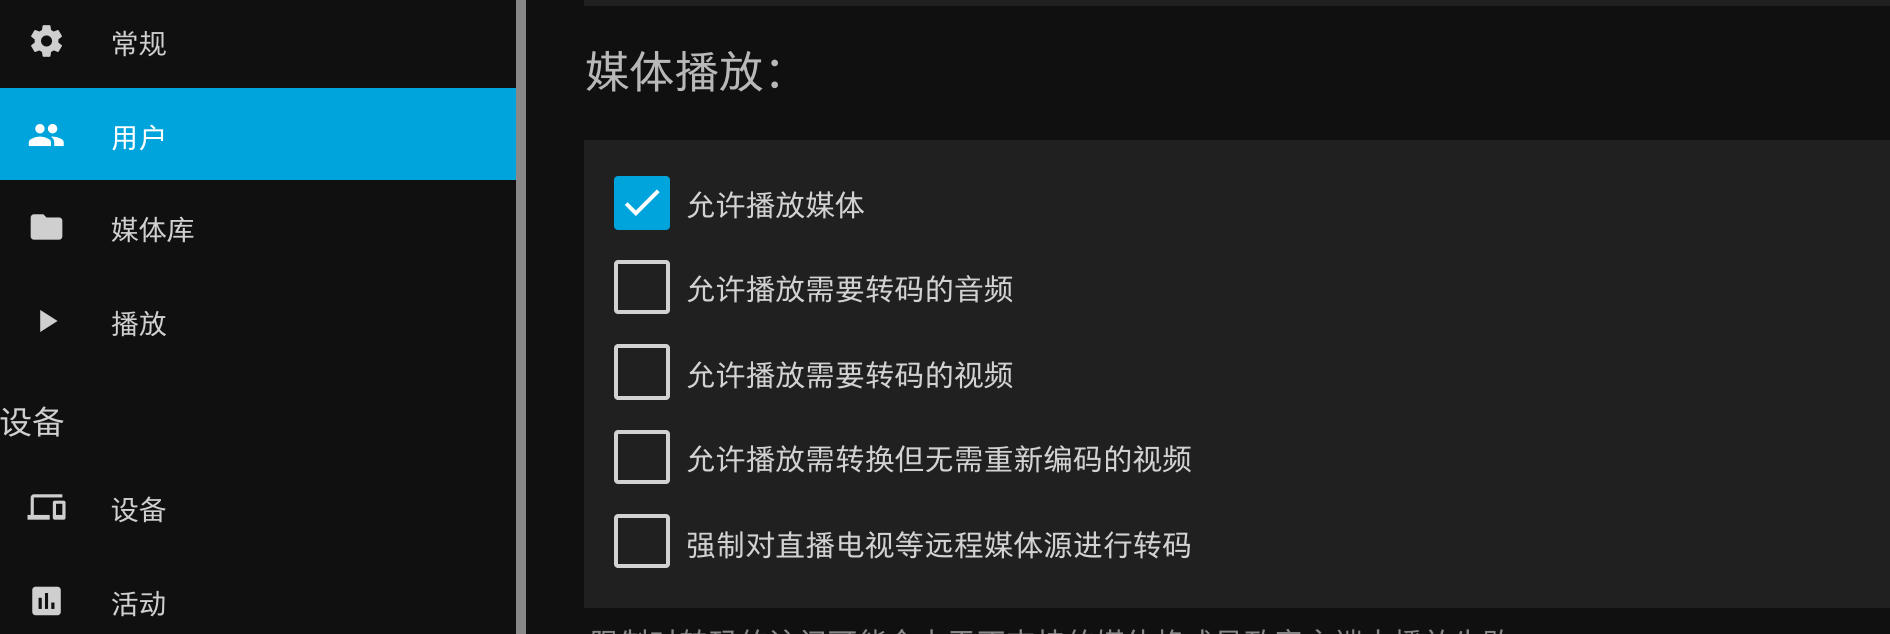 常规
用户
媒体库
播放
设备
设备
活动
媒体播放：
允许播放媒体
允许播放需要转码的音频
允许播放需要转码的视频
允许播放需转换但无需重新编码的视频
强制对直播电视等远程媒体源进行转码